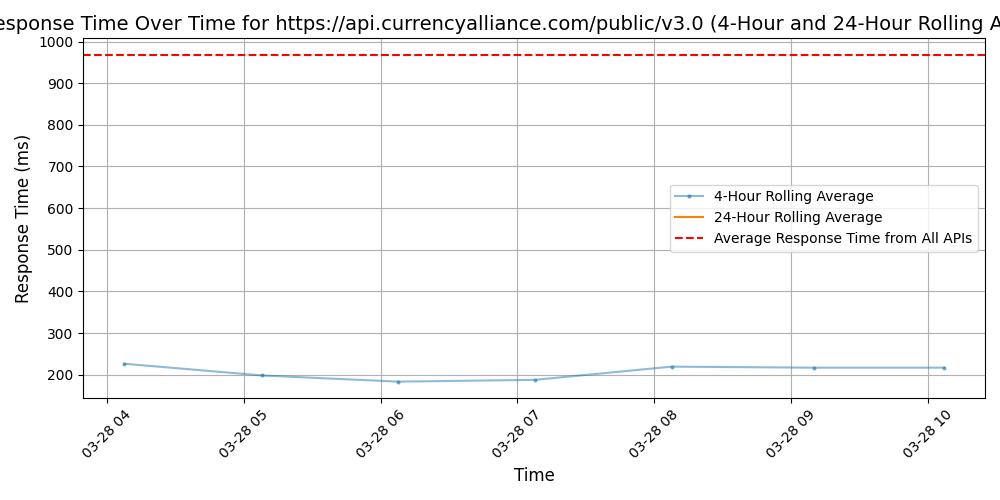 esponse Time Over Time for https://api.currencyalliance.com/public/v3.0 (4-Hour and 24-Hour Rolling A
Response Time (ms)
1000
900
800
700
600
500
400
300
200
4-Hour Rolling Average
24-Hour Rolling Average
Average Response Time from All APIs
03-28 04
03-28 05
03-28 06
03-28 07
03-28 08
03-28 09
03-28 10
Time